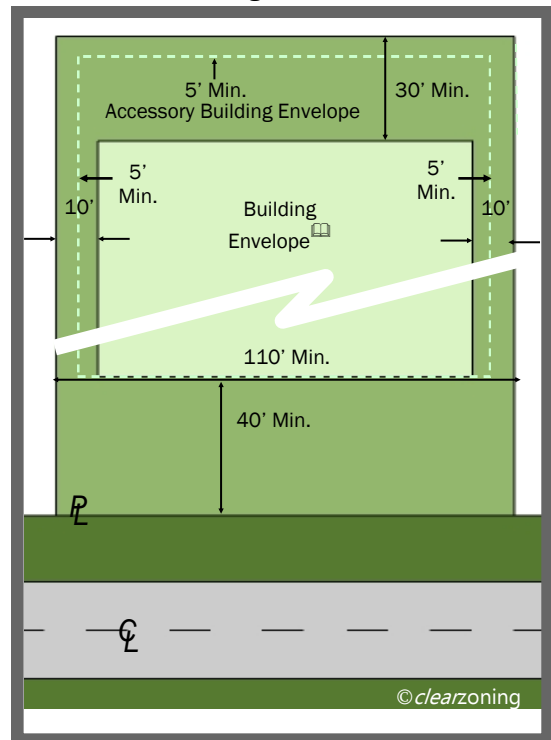 5’ Min.
30’ Min.
Accessory Building Envelope
5’
Min.
5’
Min.
10’
10’
Building
Envelope
110’ Min.
40’ Min.
PL
CL
©clearzoning